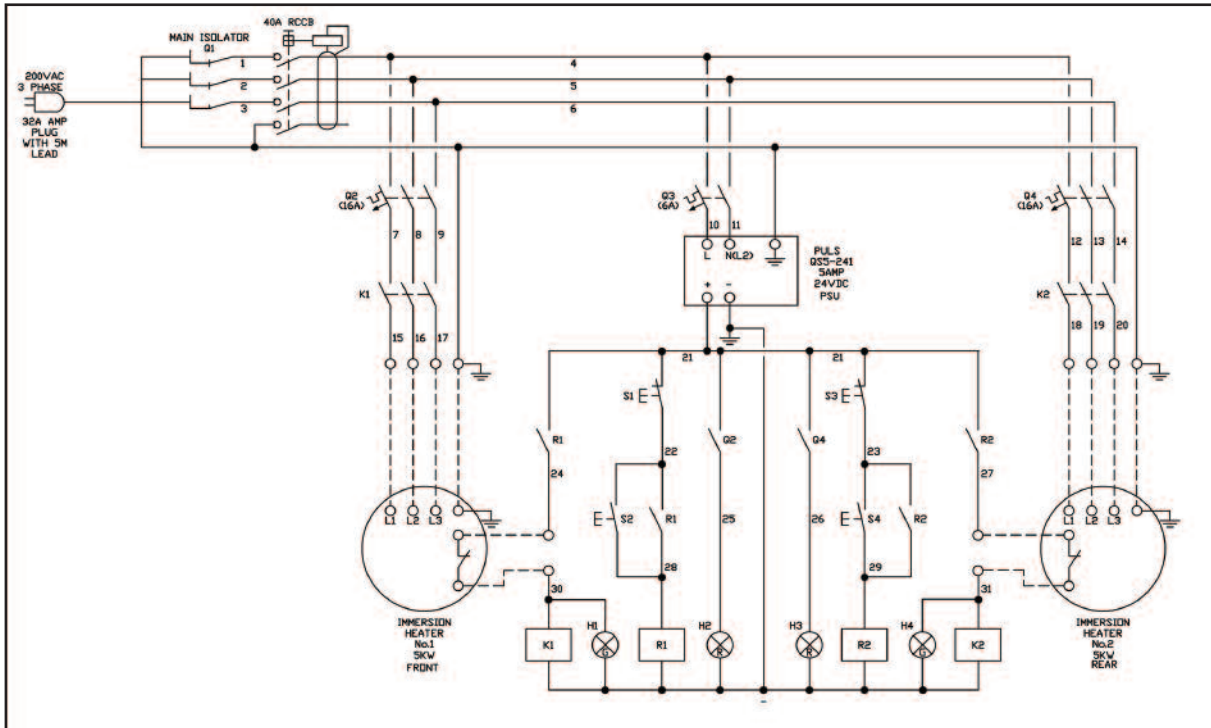 40A RCCB
MAIN ISOLATOR
Q1
1
4
200VAC
3 PHASE
2
5
3
6
32A AMP
PLUG
WITH 5M
LEAD
Q2
(16A)
Q3
(6A)
Q4
(16A)
7
8
9
10
11
12
13
14
L
N(L2)
+
-
PULS
QS5-241
5AMP
24VDC
PSU
K1
K2
15
16
17
18
19
20
21
21
S1
S3
R1
Q2
Q4
R2
22
23
24
27
L1
L2
L3
S2
R1
25
26
S4
R2
L1
L2
L3
28
29
30
31
H1
H2
H3
H4
K1
G
R1
R
R
R2
G
K2
IMMERSION
HEATER
No.1
5KW
FRONT
IMMERSION
HEATER
No.2
5KW
REAR
-